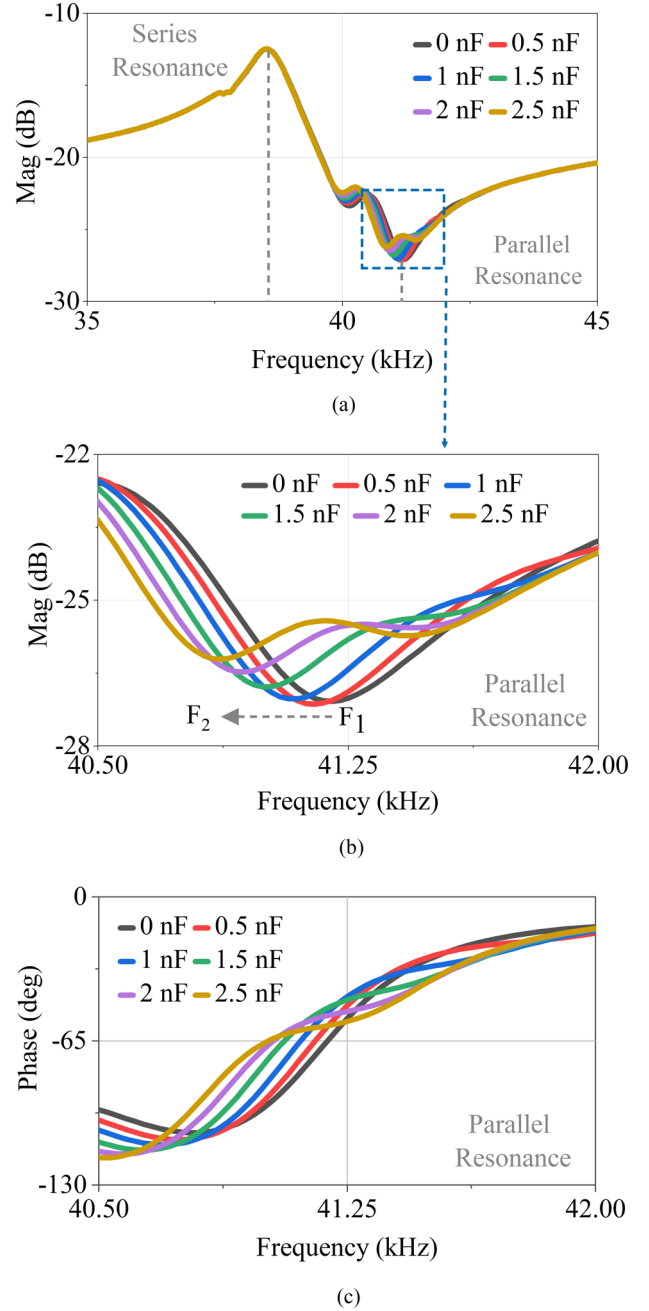 -10
Series
Resonance
0 nF 0.5 nF
1 nF 1.5 nF
2 nF 2.5 nF
Mag (dB)
-20
Parallel
Resonance
-30
35 40 45
Frequency (kHz)
(a)
-22
0 nF 0.5 nF 1 nF
1.5 nF 2 nF 2.5 nF
Mag (dB)
-25
Parallel
Resonance
F2 F1
-28
40.50 41.25 42.00
Frequency (kHz)
(b)
0
0 nF 0.5 nF
1 nF 1.5 nF
2 nF 2.5 nF
Phase (deg)
-65
Parallel
Resonance
-130
40.50 41.25 42.00
Frequency (kHz)
(c)